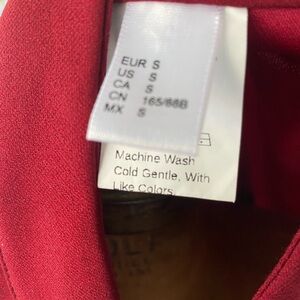 EUR S
US S
CA S
CN 165/88B
MX S
Machine Wash
Cold Gentle, With
Like Colors.